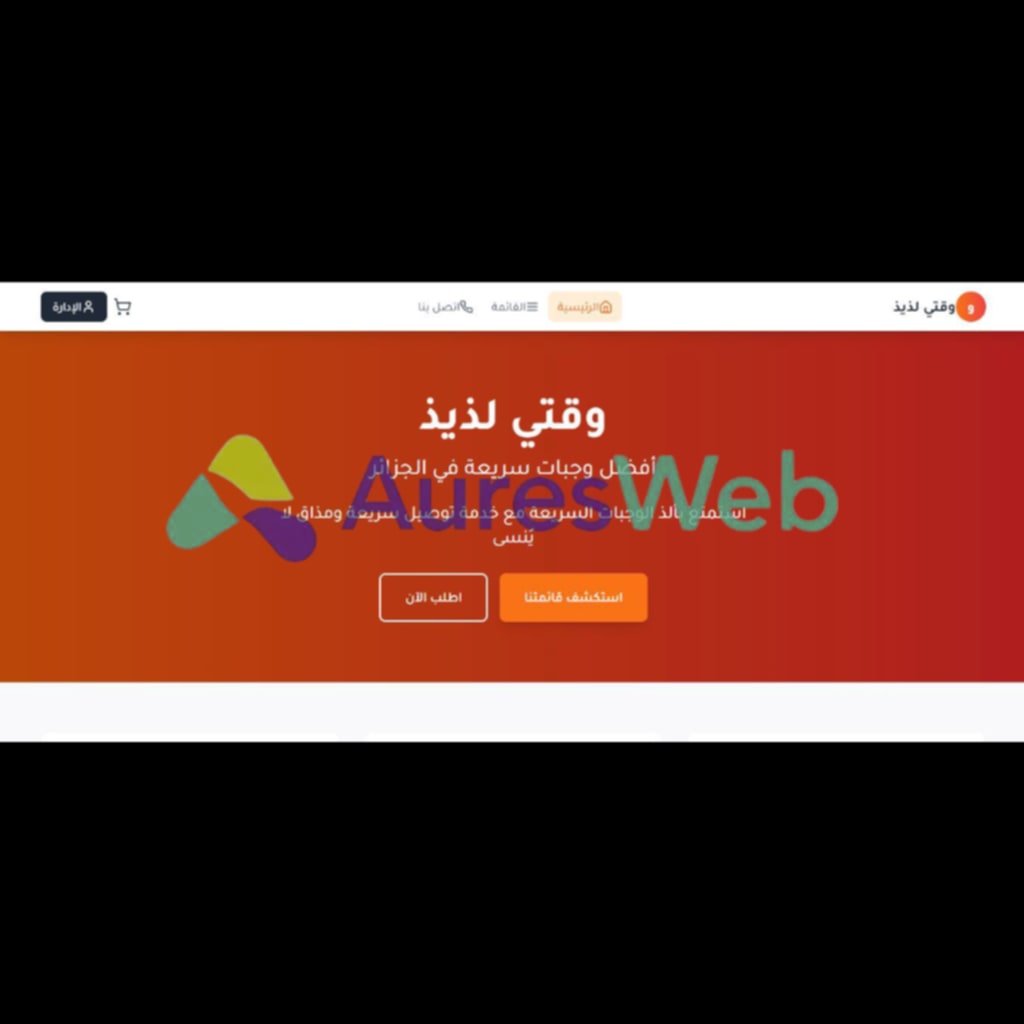 و
وقتي لذيذ
الرئيسية
القائمة
اتصل بنا
الإدارة
وقتي لذيذ
أفضل وجبات سريعة في الجزائر
AuresWeb
استمتع بألذ الوجبات السريعة مع خدمة توصيل سريعة ومذاق لا
يُنسى
استكشف قائمتنا
اطلب الآن